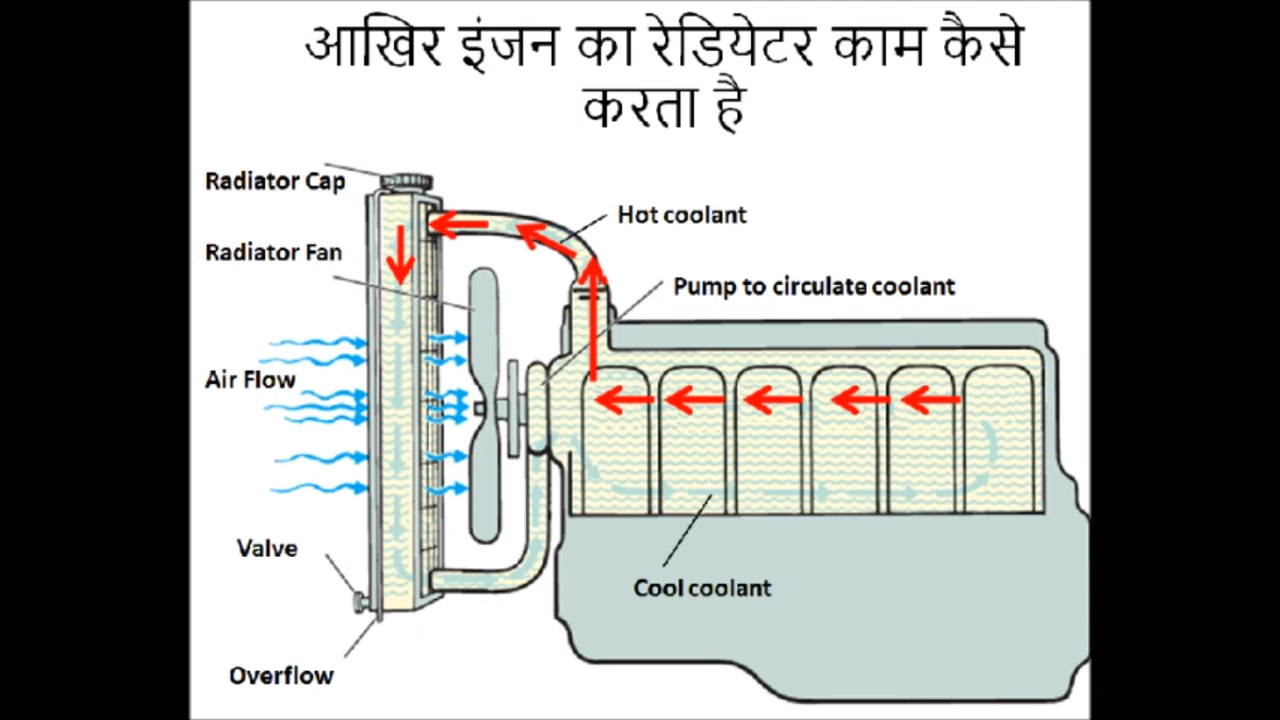 आखिर इंजन का रेडियेटर काम कैसे
करता है
Radiator Cap
Hot coolant
Radiator Fan
Pump to circulate coolant
Air Flow
Valve
Cool coolant
Overflow